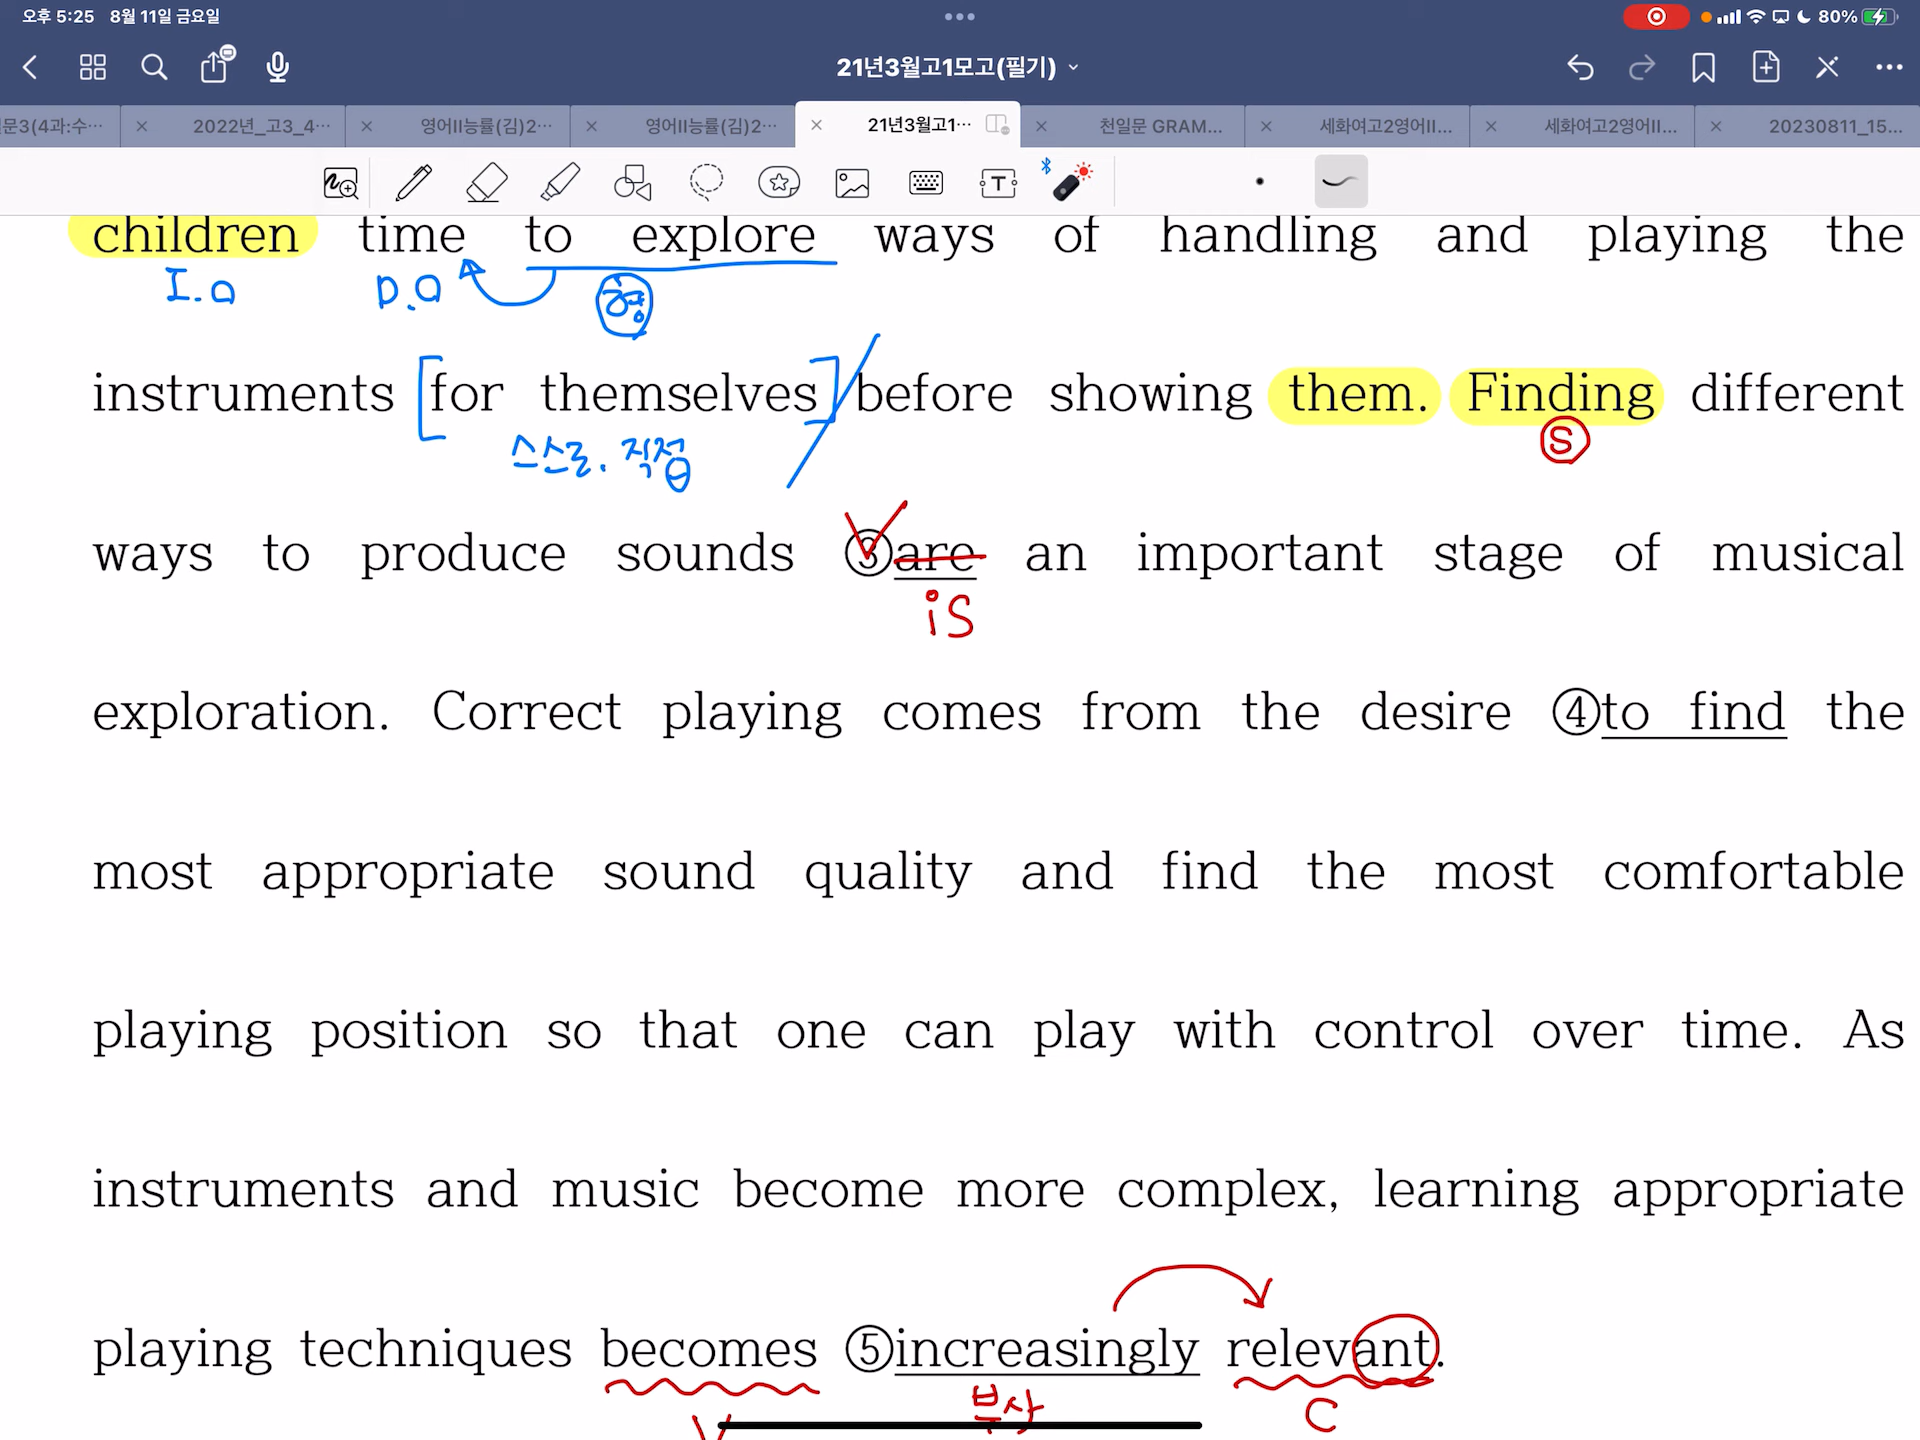 오후 5:25 8월 11일 금요일
80%
21년3월고1모고(필기)
문3(4과:수…
2022년_고3_4…
영어II능률(김)2…
영어II능률(김)2…
21년3월고1…
천일문 GRAM...
세화여고2영어II...
세화여고2영어II...
20230811_15...
children time to explore ways of handling and playing the
I.O D.O 형
instruments [for themselves] before showing them. Finding different
스스로. 직접 S
ways to produce sounds ③are an important stage of musical
is
exploration. Correct playing comes from the desire ④to find the
most appropriate sound quality and find the most comfortable
playing position so that one can play with control over time. As
instruments and music become more complex, learning appropriate
playing techniques becomes ⑤increasingly relevant.
V 부사 C